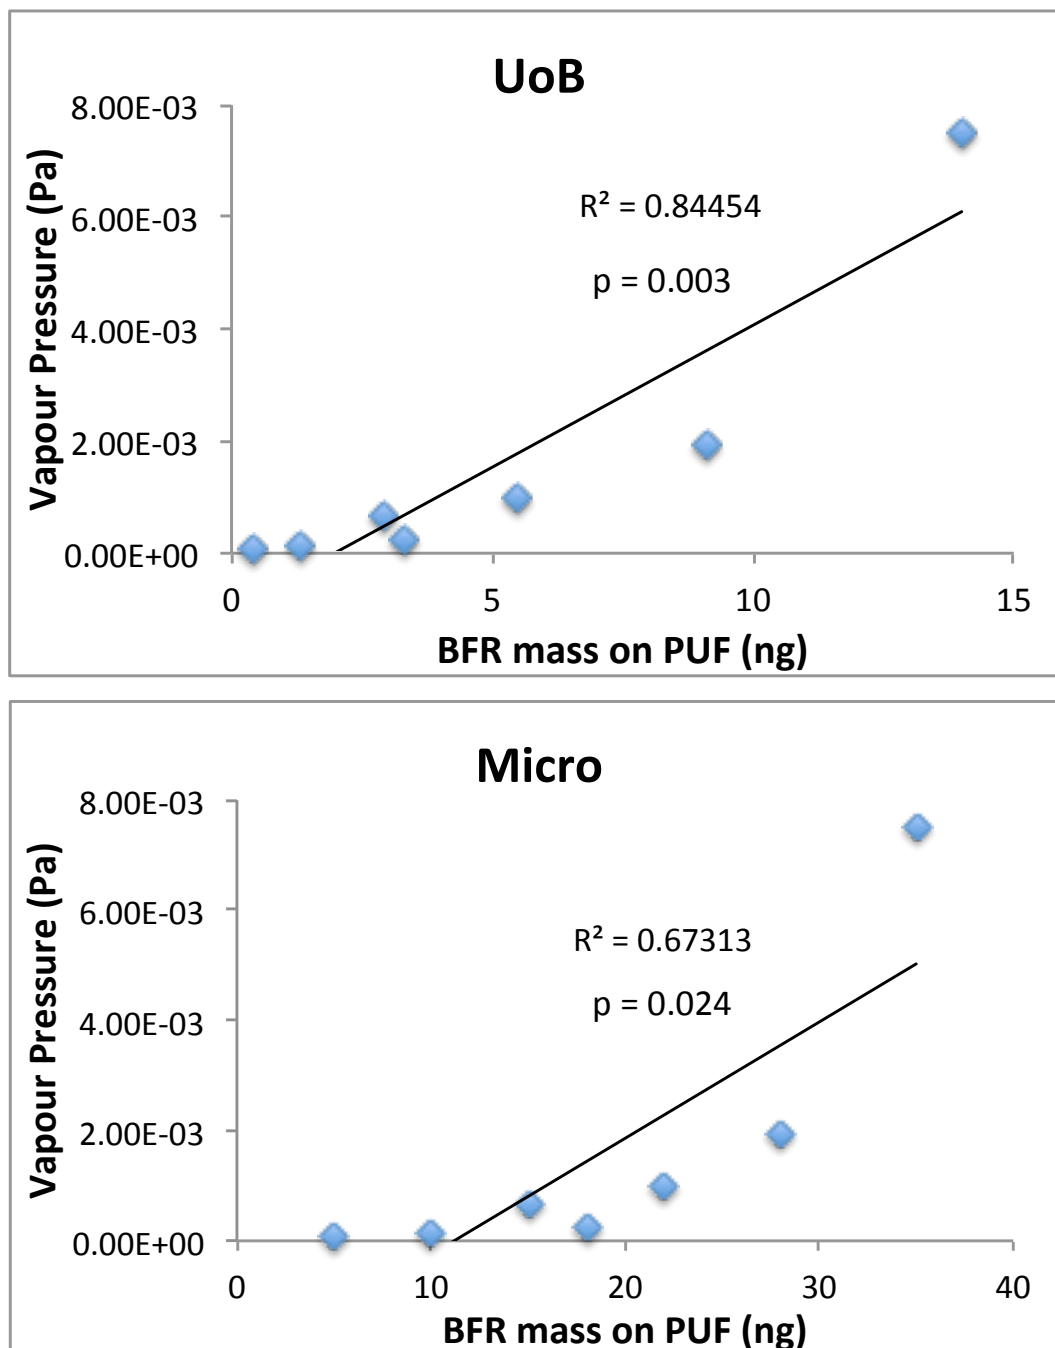 UoB
8.00E-03
6.00E-03
4.00E-03
2.00E-03
0.00E+00
Vapour Pressure (Pa)
R² = 0.84454
p = 0.003
0 5 10 15
BFR mass on PUF (ng)
Micro
8.00E-03
6.00E-03
4.00E-03
2.00E-03
0.00E+00
Vapour Pressure (Pa)
R² = 0.67313
p = 0.024
0 10 20 30 40
BFR mass on PUF (ng)